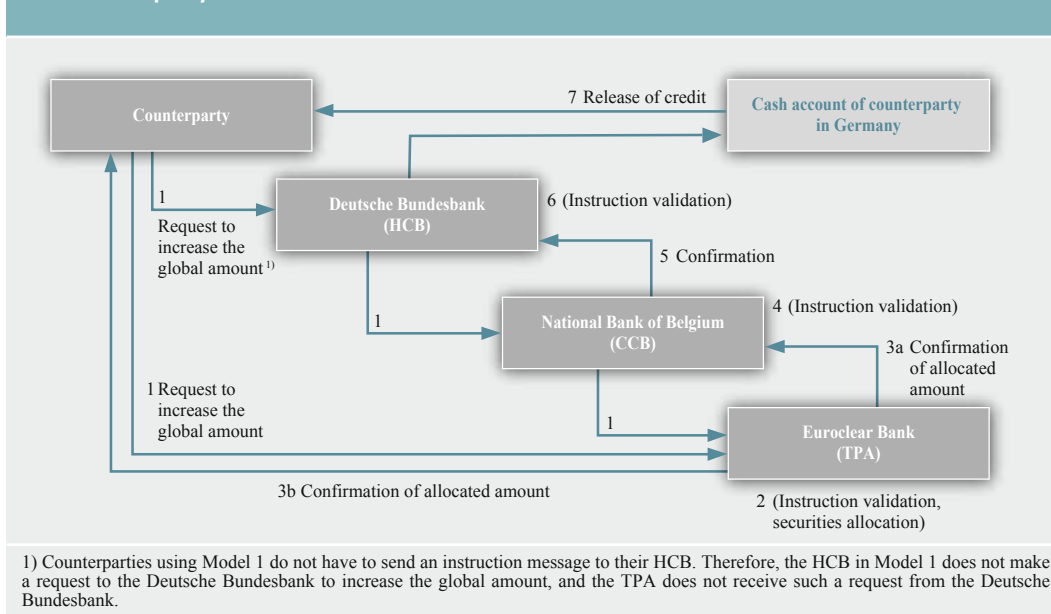 7 Release of credit
Counterparty
Cash account of counterparty
in Germany
1
Request to
increase the
global amount 1)
Deutsche Bundesbank
(HCB)
6 (Instruction validation)
5 Confirmation
1
National Bank of Belgium
(CCB)
4 (Instruction validation)
3a Confirmation
of allocated
amount
1 Request to
increase the
global amount
1
Euroclear Bank
(TPA)
3b Confirmation of allocated amount
2 (Instruction validation,
securities allocation)
1) Counterparties using Model 1 do not have to send an instruction message to their HCB. Therefore, the HCB in Model 1 does not make
a request to the Deutsche Bundesbank to increase the global amount, and the TPA does not receive such a request from the Deutsche
Bundesbank.